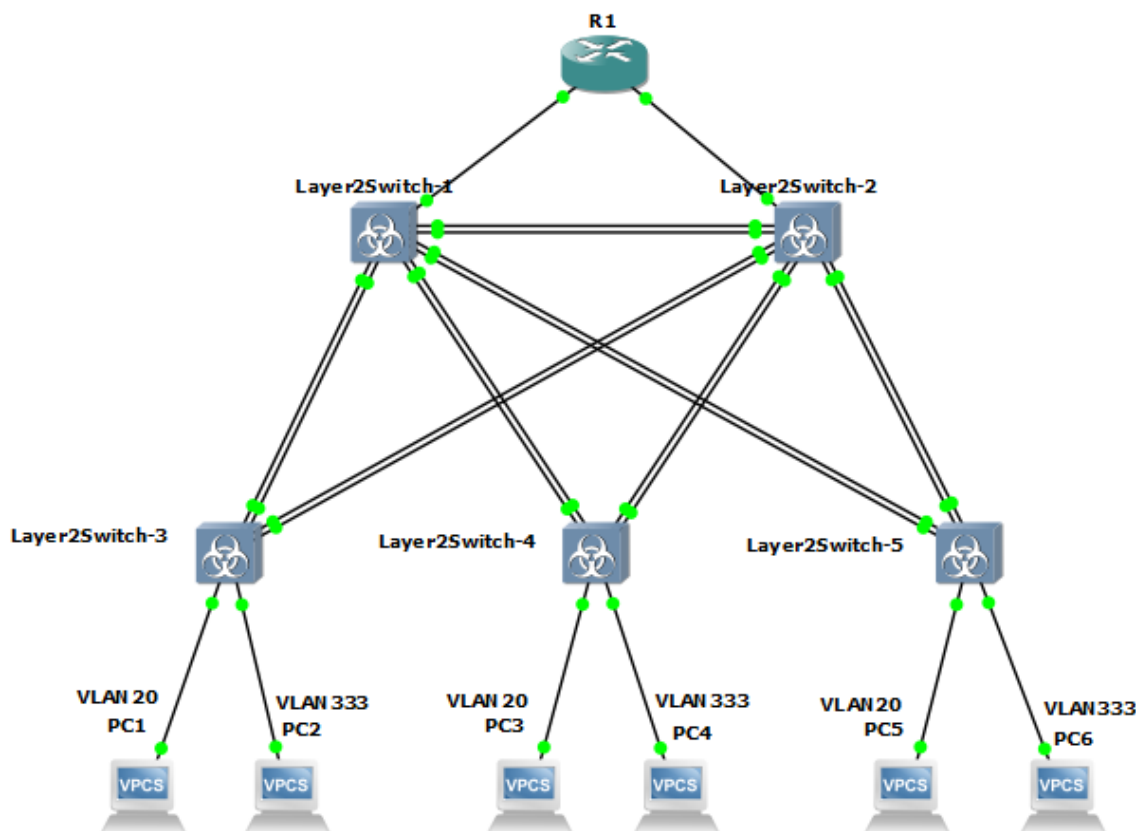 R1
Layer2Switch-1
Layer2Switch-2
Layer2Switch-3
Layer2Switch-4
Layer2Switch-5
VLAN 20
PC1
VLAN 333
PC2
VLAN 20
PC3
VLAN 333
PC4
VLAN 20
PC5
VLAN 333
PC6
VPCS
VPCS
VPCS
VPCS
VPCS
VPCS